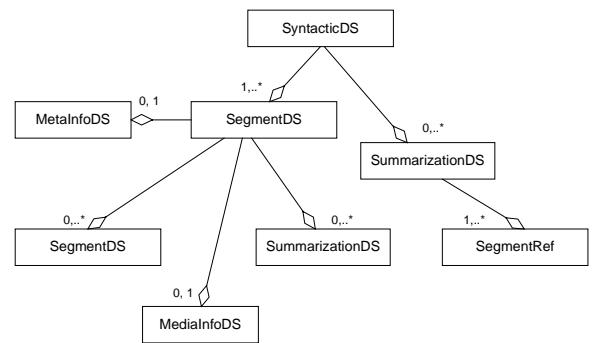 SyntacticDS
1,..*
0, 1
MetaInfoDS
SegmentDS
0,..*
SummarizationDS
0,..*
0,..*
1,..*
SegmentDS
SummarizationDS
SegmentRef
0, 1
MediaInfoDS